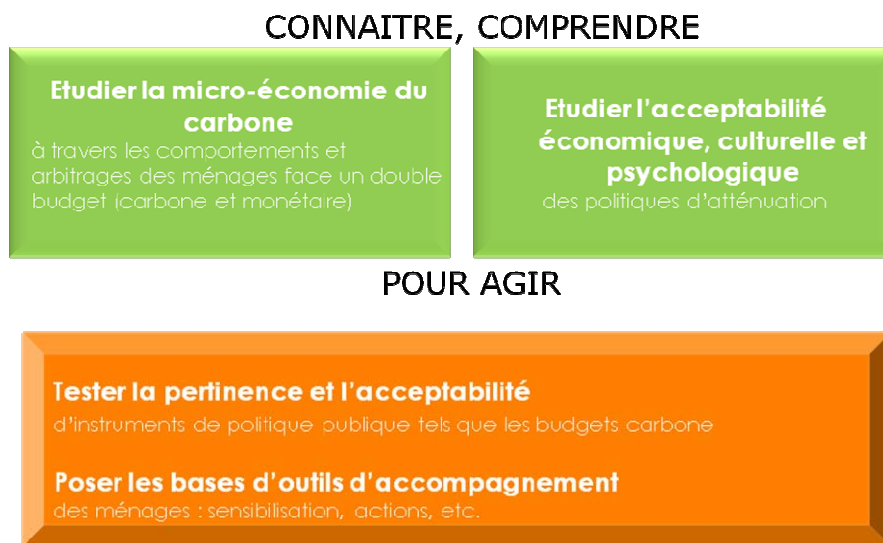 CONNAITRE, COMPRENDRE
Etudier la micro-économie du
carbone
à travers les comportements et
arbitrages des ménages face un double
budget (carbone et monétaire)
Etudier l'acceptabilité
économique, culturelle et
psychologique
des politiques d'atténuation
POUR AGIR
Tester la pertinence et l'acceptabilité
d'instruments de politique publique tels que les budgets carbone
Poser les bases d'outils d'accompagnement
des ménages : sensibilisation, actions, etc.